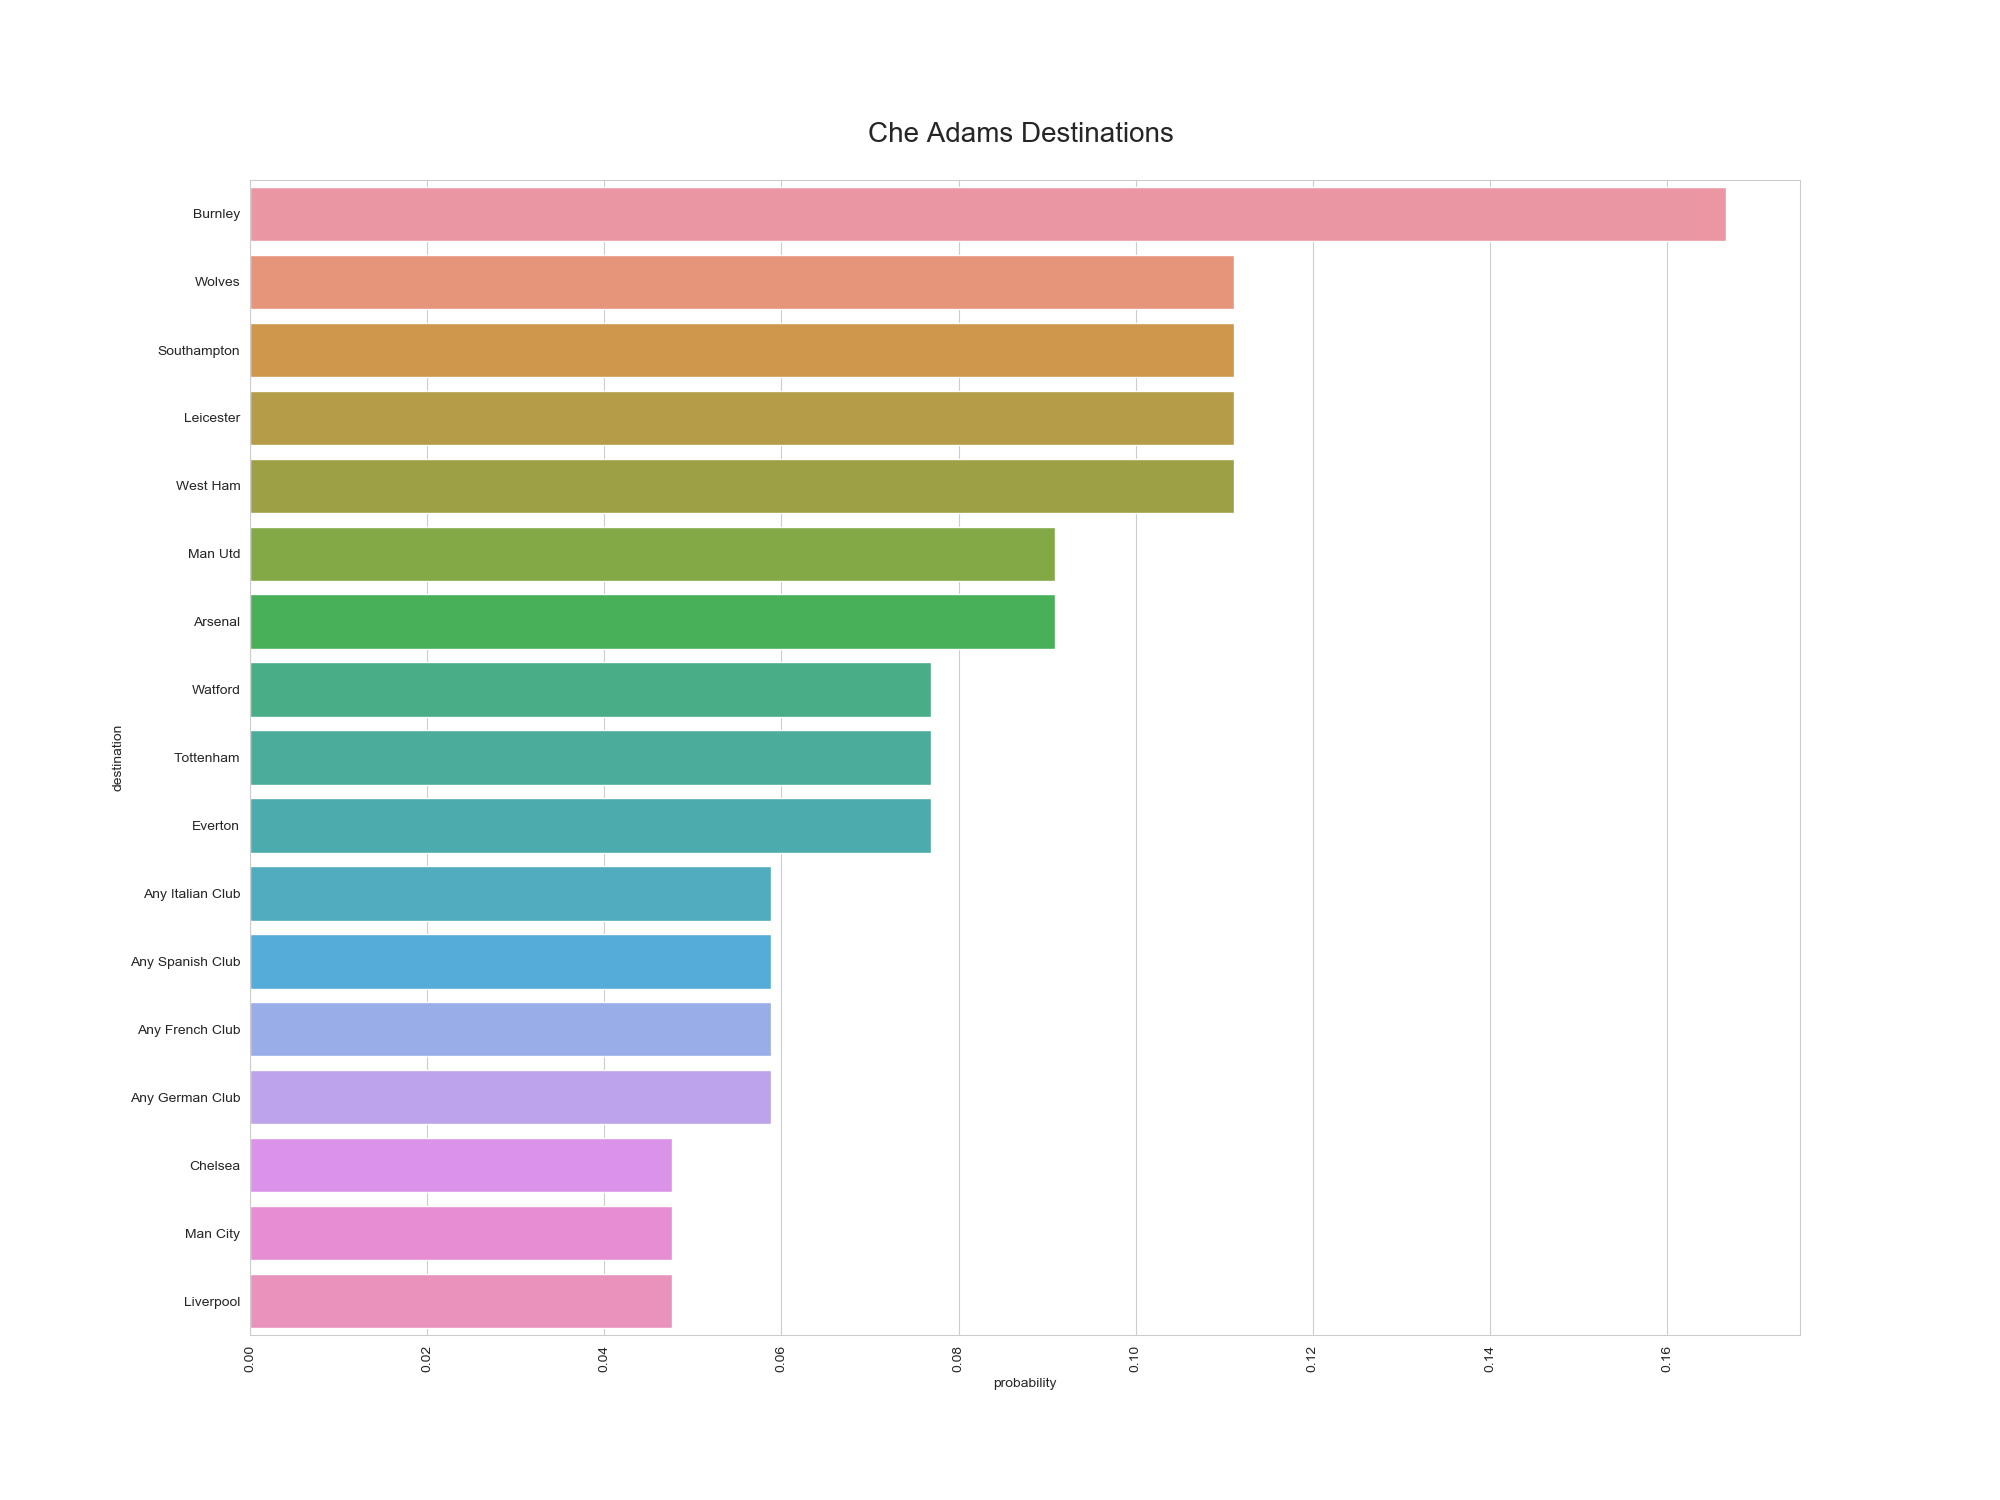 Che Adams Destinations
Burnley
Wolves
Southampton
Leicester
West Ham
Man Utd
Arsenal
Watford
Tottenham
Everton
Any Italian Club
Any Spanish Club
Any French Club
Any German Club
Chelsea
Man City
Liverpool
destination
0.00
0.02
0.04
0.06
0.08
0.10
0.12
0.14
0.16
probability